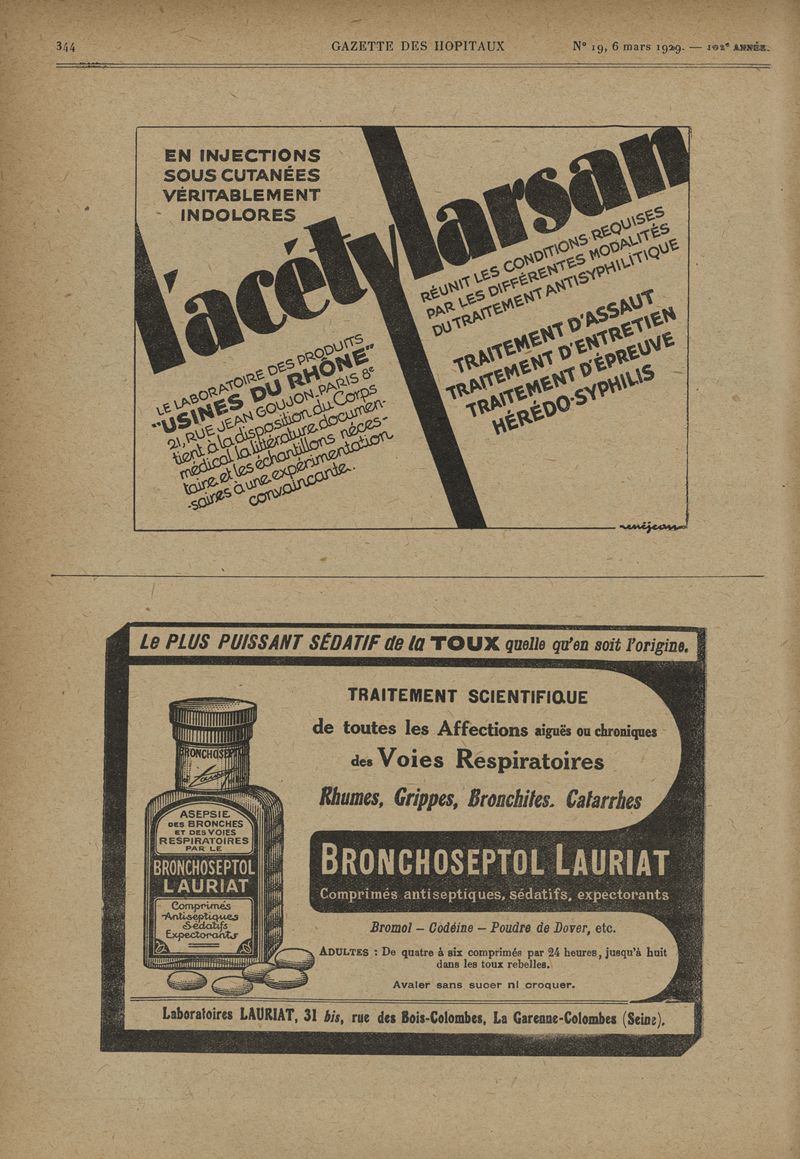 344 GAZETTE DES HOPITAUX N° 19, 6 mars 1929. — 102e ANNÉE.
EN INJECTIONS
SOUS CUTANÉES
VÉRITABLEMENT
INDOLORES
l'acétylarsan
RÉUNIT LES CONDITIONS REQUISES
PAR LES DIFFÉRENTES MODALITÉS
DU TRAITEMENT ANTISYPHILITIQUE
TRAITEMENT D'ASSAUT
TRAITEMENT D'ENTRETIEN
TRAITEMENT D'ÉPREUVE
HÉRÉDO-SYPHILIS
LE LABORATOIRE DES PRODUITS
"USINES DU RHÔNE"
21, RUE JEAN GOUJON_PARIS 8e
tient à la disposition du Corps
médical la littérature documen-
taire et les échantillons néces-
-saires à une expérimentation
convaincante.
renéjean
Le PLUS PUISSANT SÉDATIF de la TOUX quelle qu'en soit l'origine.
TRAITEMENT SCIENTIFIQUE
de toutes les Affections aiguës ou chroniques
des Voies Respiratoires
Rhumes, Grippes, Bronchites. Catarrhes
BRONCHOSEPTOL LAURIAT
Comprimés antiseptiques, sédatifs, expectorants
Bromol — Codéine — Poudre de Dover, etc.
ADULTES : De quatre à six comprimés par 24 heures, jusqu'à huit
dans les toux rebelles.
Avaler sans sucer ni croquer.
BRONCHOSEPT
ASEPSIE
DES BRONCHES
ET DES VOIES
RESPIRATOIRES
PAR LE
BRONCHOSEPTOL
LAURIAT
Comprimés
Antiseptiques
Sédatifs
Expectorants
Laboratoires LAURIAT, 31 bis, rue des Bois-Colombes, La Garenne-Colombes (Seine).